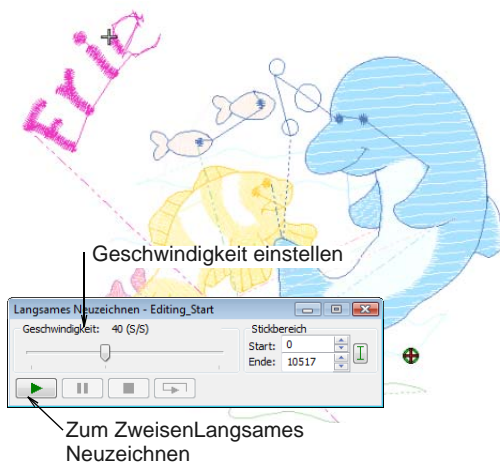 Eric
Geschwindigkeit einstellen
Langsames Neuzeichnen - Editing_Start
Geschwindigkeit: 40 (S/S)
Stickbereich
Start: 0
Ende: 10517
Zum ZweisenLangsames
Neuzeichnen